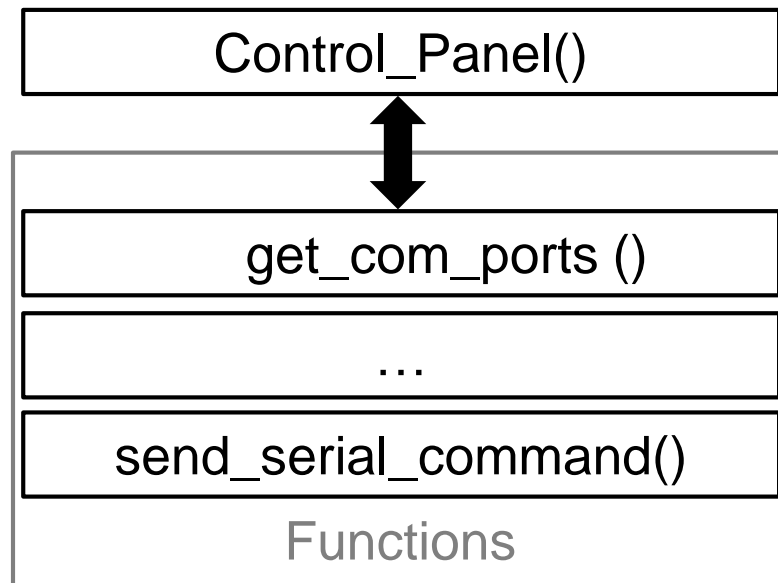 Control_Panel()
get_com_ports ()
…
send_serial_command()
Functions